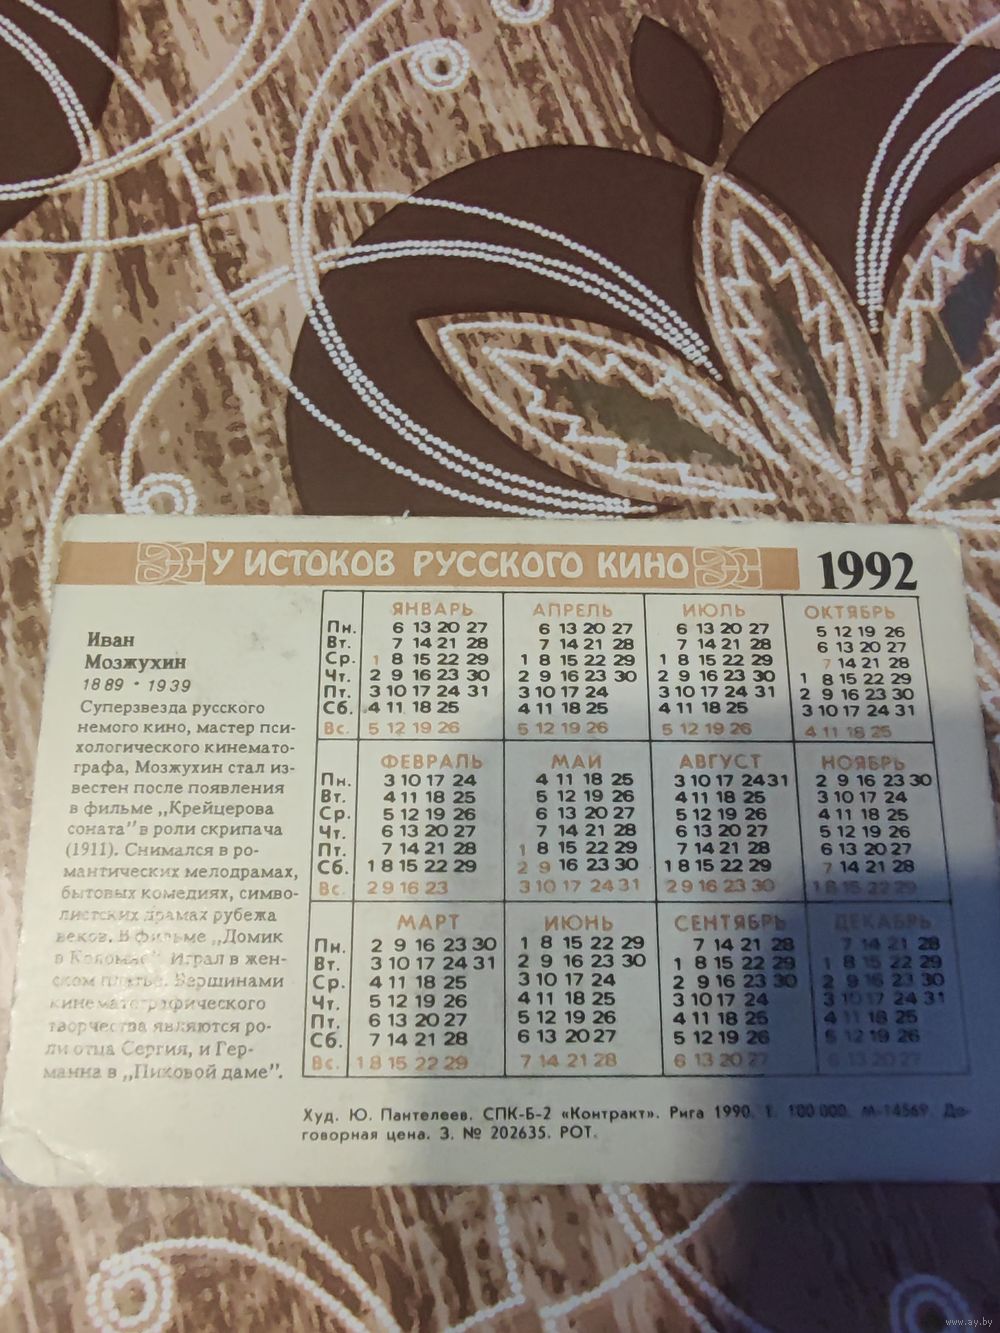 У ИСТОКОВ РУССКОГО КИНО 1992
Иван
Мозжухин
1889 • 1939
Суперзвезда русского
немого кино, мастер пси-
хологического кинемато-
графа, Мозжухин стал из-
вестен после появления
в фильме „Крейцерова
соната" в роли скрипача
(1911). Снимался в ро-
мантических мелодрамах,
бытовых комедиях, симво-
листских драмах рубежа
веков. В фильме „Домик
в Коломне" Играл в жен-
ском платье. Вершинами
кинематографического
творчества являются ро-
ли отца Сергия, и Гер-
манна в „Пиковой даме".
ЯНВАРЬ АПРЕЛЬ ИЮЛЬ ОКТЯБРЬ
Пн. 6 13 20 27 6 13 20 27 6 13 20 27 5 12 19 26
Вт. 7 14 21 28 7 14 21 28 7 14 21 28 6 13 20 27
Ср. 1 8 15 22 29 1 8 15 22 29 1 8 15 22 29 7 14 21 28
Чт. 2 9 16 23 30 2 9 16 23 30 2 9 16 23 30 1 8 15 22 29
Пт. 3 10 17 24 31 3 10 17 24 3 10 17 24 31 2 9 16 23 30
Сб. 4 11 18 25 4 11 18 25 4 11 18 25 3 10 17 24 31
Вс. 5 12 19 26 5 12 19 26 5 12 19 26 4 11 18 25
ФЕВРАЛЬ МАЙ АВГУСТ НОЯБРЬ
Пн. 3 10 17 24 4 11 18 25 3 10 17 24 31 2 9 16 23 30
Вт. 4 11 18 25 5 12 19 26 4 11 18 25 3 10 17 24
Ср. 5 12 19 26 6 13 20 27 5 12 19 26 4 11 18 25
Чт. 6 13 20 27 7 14 21 28 6 13 20 27 5 12 19 26
Пт. 7 14 21 28 1 8 15 22 29 7 14 21 28 6 13 20 27
Сб. 1 8 15 22 29 2 9 16 23 30 1 8 15 22 29 7 14 21 28
Вс. 2 9 16 23 3 10 17 24 31 2 9 16 23 30 1 8 15 22 29
МАРТ ИЮНЬ СЕНТЯБРЬ ДЕКАБРЬ
Пн. 2 9 16 23 30 1 8 15 22 29 7 14 21 28 7 14 21 28
Вт. 3 10 17 24 31 2 9 16 23 30 1 8 15 22 29 1 8 15 22 29
Ср. 4 11 18 25 3 10 17 24 2 9 16 23 30 2 9 16 23 30
Чт. 5 12 19 26 4 11 18 25 3 10 17 24 3 10 17 24 31
Пт. 6 13 20 27 5 12 19 26 4 11 18 25 4 11 18 25
Сб. 7 14 21 28 6 13 20 27 5 12 19 26 5 12 19 26
Вс. 1 8 15 22 29 7 14 21 28 6 13 20 27 6 13 20 27
Худ. Ю. Пантелеев. СПК-Б-2 «Контракт». Рига 1990. Т. 100 000. М-14569. До-
говорная цена. З. № 202635. РОТ.
www.ay.by